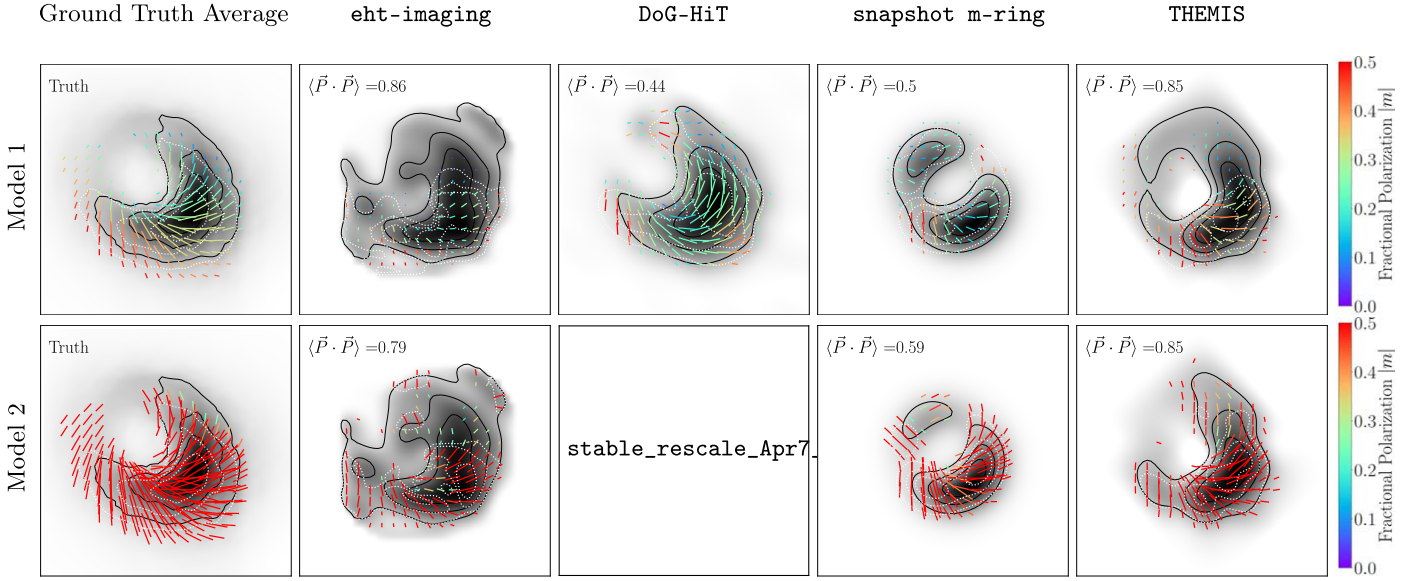 Ground Truth Average eht-imaging DoG-HiT snapshot m-ring THEMIS
Model 1
Truth
⟨P⃗ · P⃗⟩ =0.86
⟨P⃗ · P⃗⟩ =0.44
⟨P⃗ · P⃗⟩ =0.5
⟨P⃗ · P⃗⟩ =0.85
0.5
0.4
0.3
0.2
0.1
0.0
Fractional Polarization |m|
Model 2
Truth
⟨P⃗ · P⃗⟩ =0.79
stable_rescale_Apr7_
⟨P⃗ · P⃗⟩ =0.59
⟨P⃗ · P⃗⟩ =0.85
0.5
0.4
0.3
0.2
0.1
0.0
Fractional Polarization |m|